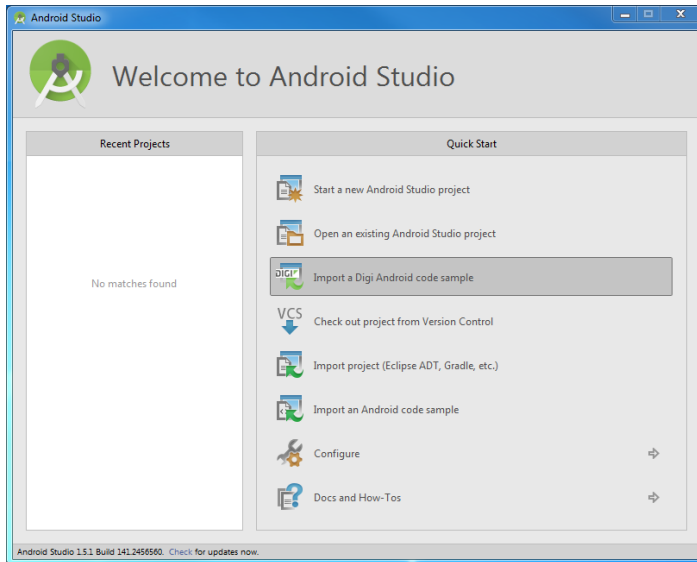 Android Studio
Welcome to Android Studio
Recent Projects
No matches found
Quick Start
Start a new Android Studio project
Open an existing Android Studio project
DIGI
Import a Digi Android code sample
VCS
Check out project from Version Control
Import project (Eclipse ADT, Gradle, etc.)
Import an Android code sample
Configure
Docs and How-Tos
Android Studio 1.5.1 Build 141.2456560. Check for updates now.